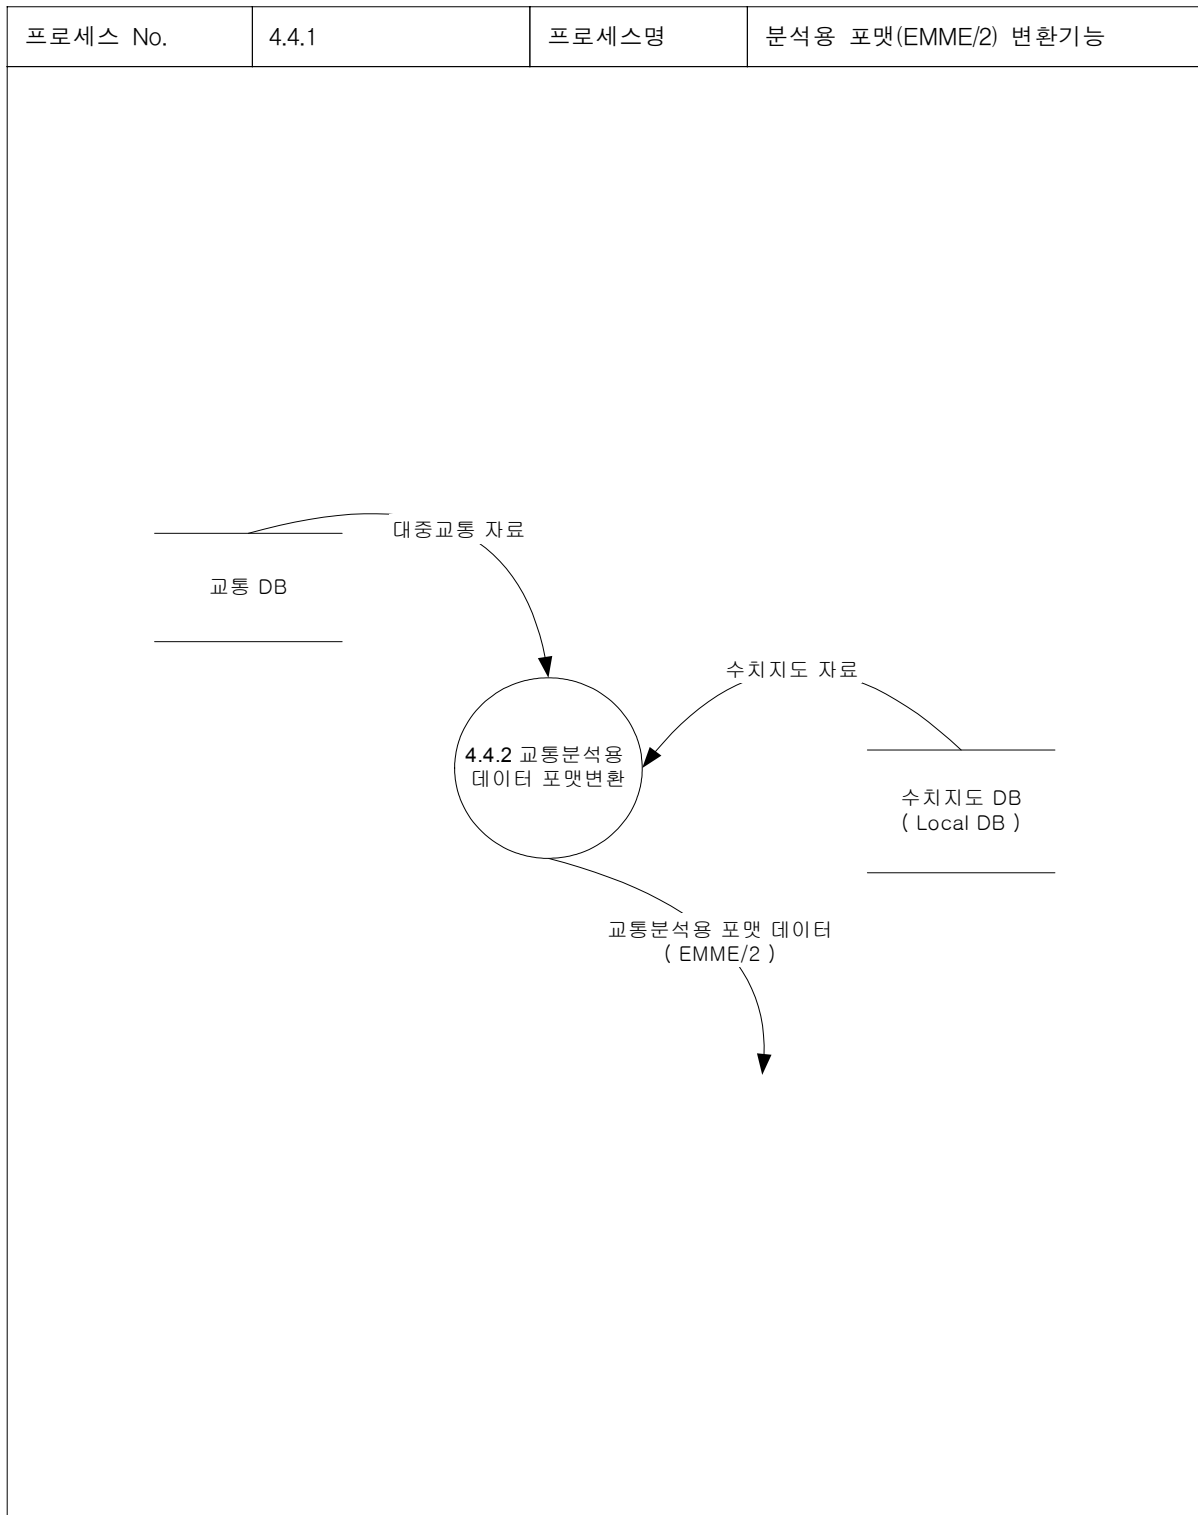 프로세스 No. 4.4.1 프로세스명 분석용 포맷(EMME/2) 변환기능
대중교통 자료
교통 DB
수치지도 자료
4.4.2 교통분석용
데이터 포맷변환
수치지도 DB
( Local DB )
교통분석용 포맷 데이터
( EMME/2 )